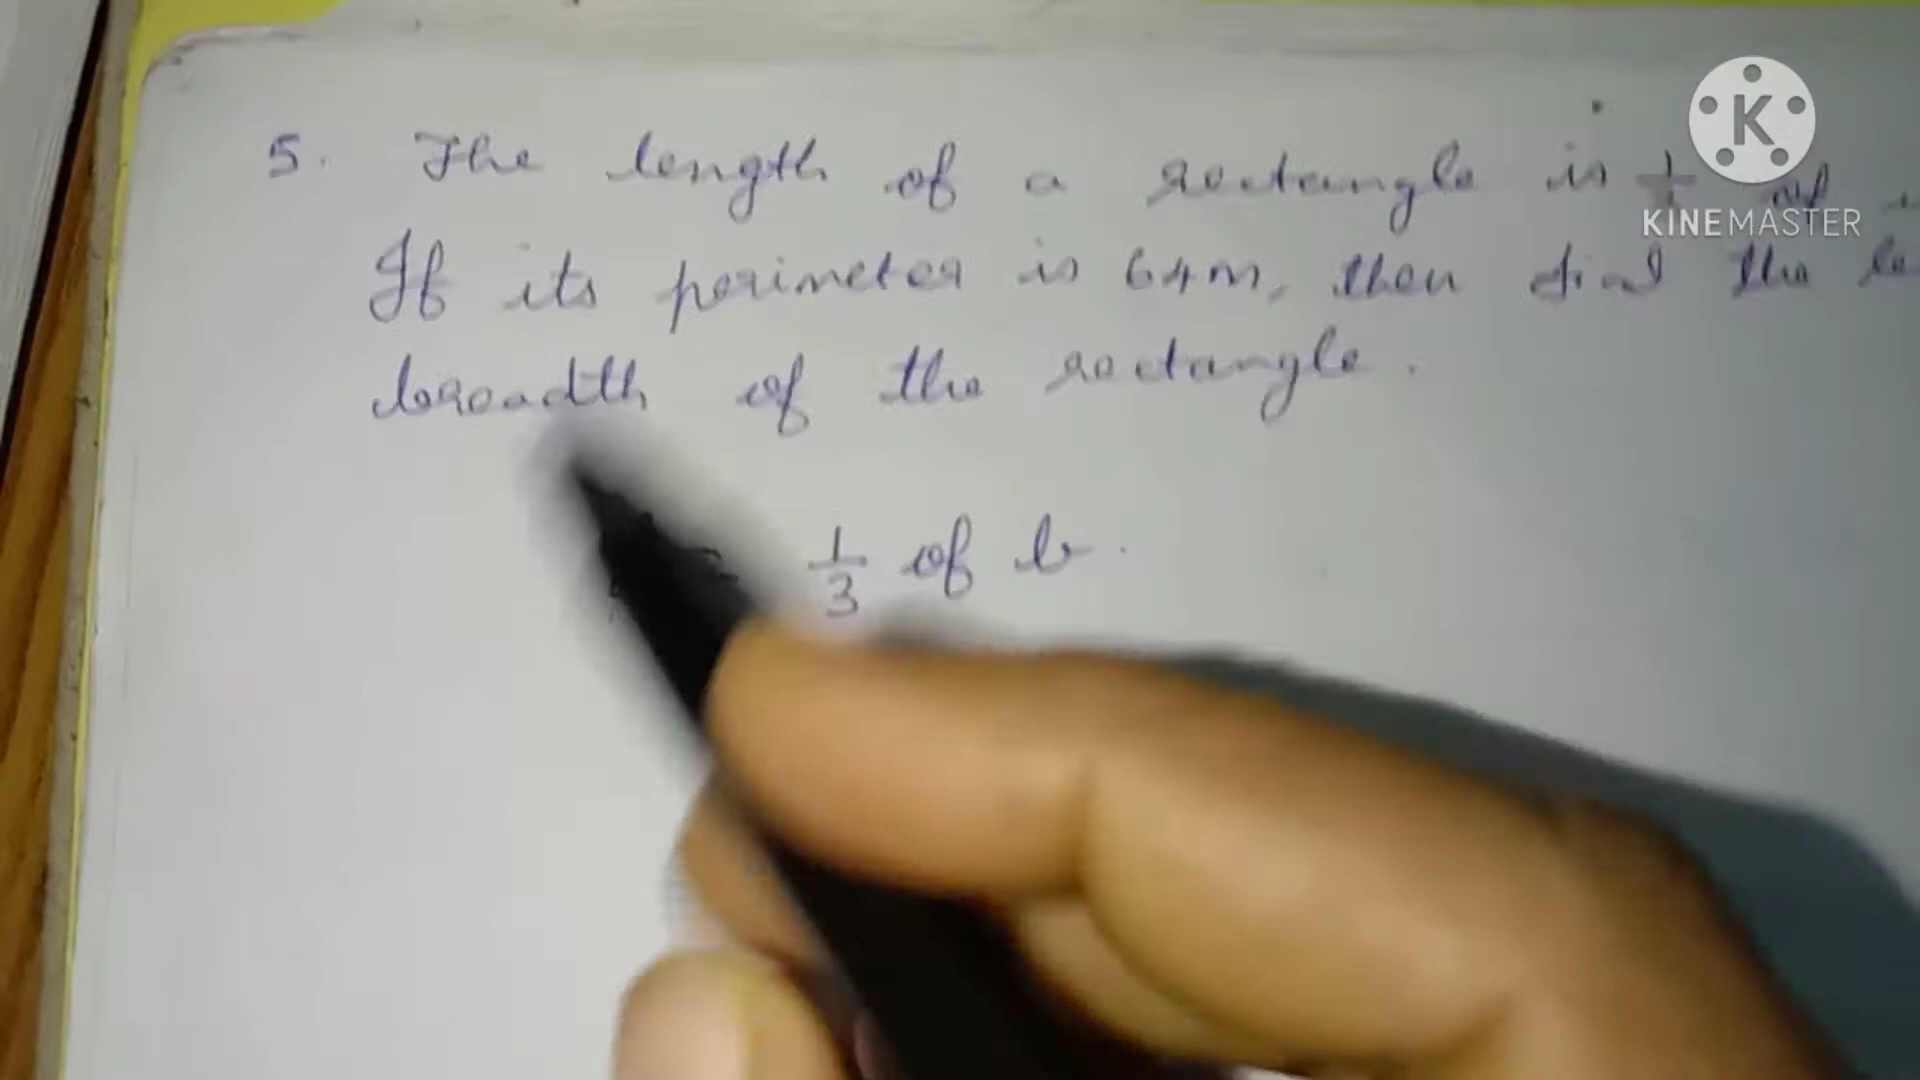 5. The length of a rectangle is of
If its perimeter is 64m, then find the
breadth of the rectangle.
1/3 of b.
K
KINEMASTER